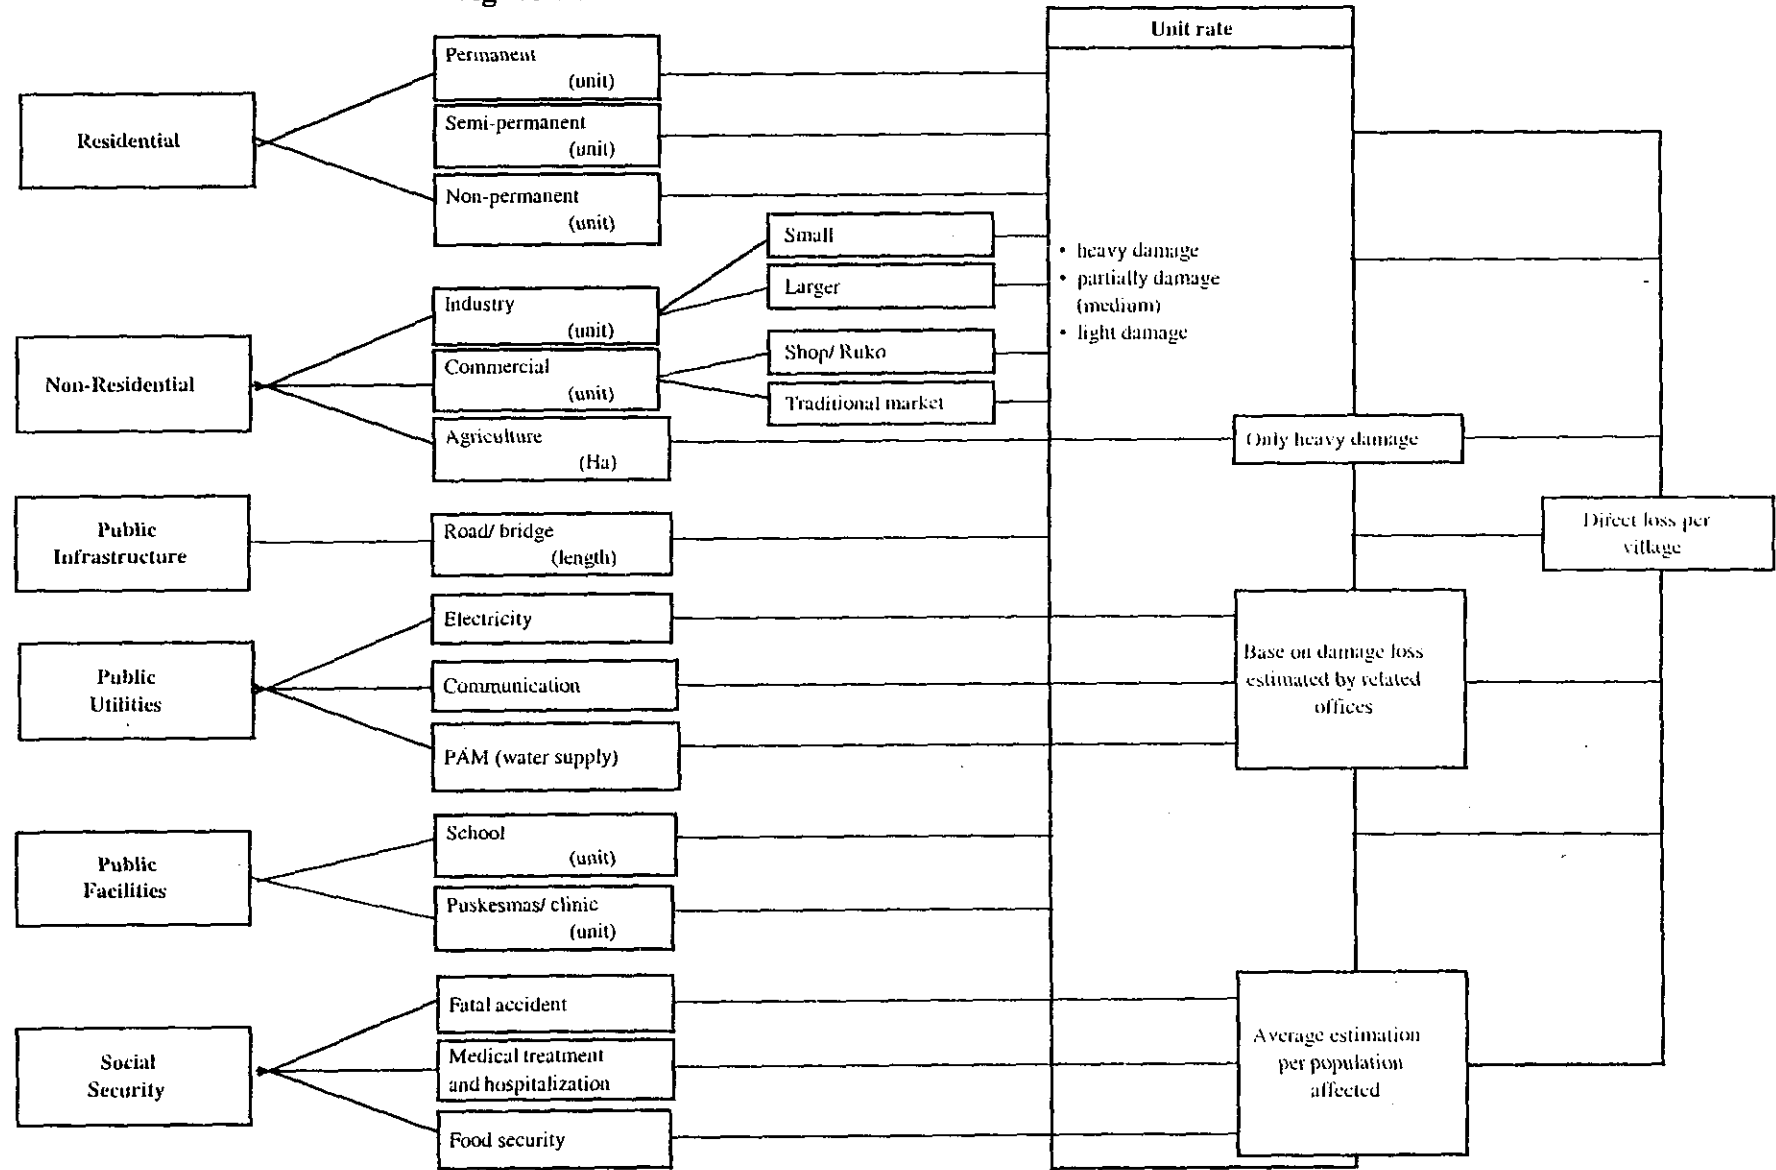 Unit rate
Permanent
(unit)
Residential
Semi-permanent
(unit)
Non-permanent
(unit)
Small
Larger
• heavy damage
• partially damage
(medium)
• light damage
Industry
(unit)
Non-Residential
Commercial
(unit)
Shop/ Ruko
Traditional market
Agriculture
(Ha)
Only heavy damage
Public
Infrastructure
Road/ bridge
(length)
Direct loss per
village
Electricity
Public
Utilities
Communication
PAM (water supply)
Base on damage loss
estimated by related
offices
School
(unit)
Public
Facilities
Puskesmas/ clinic
(unit)
Fatal accident
Social
Security
Medical treatment
and hospitalization
Food security
Average estimation
per population
affected